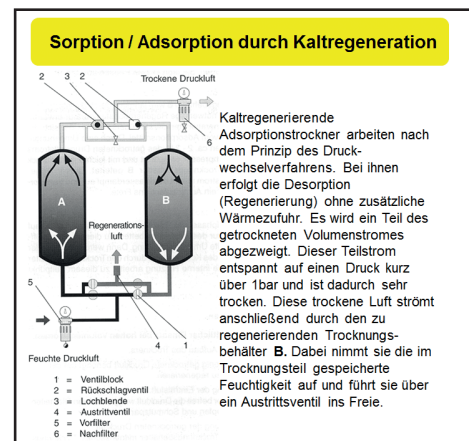 Sorption / Adsorption durch Kaltregeneration
2 3 2
Trockene Druckluft
6
A
B
Regenerations-
luft
5
4 1
Feuchte Druckluft
1 = Ventilblock
2 = Rückschlagventil
3 = Lochblende
4 = Austrittventil
5 = Vorfilter
6 = Nachfilter
Kaltregenerierende
Adsorptionstrockner arbeiten nach
dem Prinzip des Druck-
wechselverfahrens. Bei ihnen
erfolgt die Desorption
(Regenerierung) ohne zusätzliche
Wärmezufuhr. Es wird ein Teil des
getrockneten Volumenstromes
abgezweigt. Dieser Teilstrom
entspannt auf einen Druck kurz
über 1bar und ist dadurch sehr
trocken. Diese trockene Luft strömt
anschließend durch den zu
regenerierenden Trocknungs-
behälter B. Dabei nimmt sie die im
Trocknungsteil gespeicherte
Feuchtigkeit auf und führt sie über
ein Austrittsventil ins Freie.